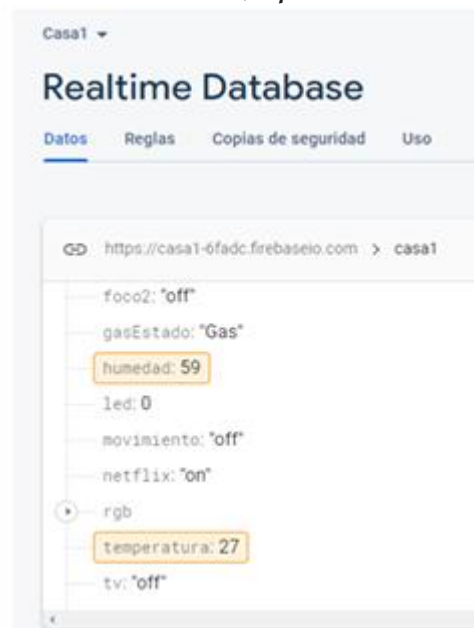 Casa1
Realtime Database
Datos Reglas Copias de seguridad Uso
https://casa1-6fadc.firebaseio.com > casa1
foco2: "off"
gasEstado: "Gas"
humedad: 59
led: 0
movimiento: "off"
netflix: "on"
rgb
temperatura: 27
tv: "off"